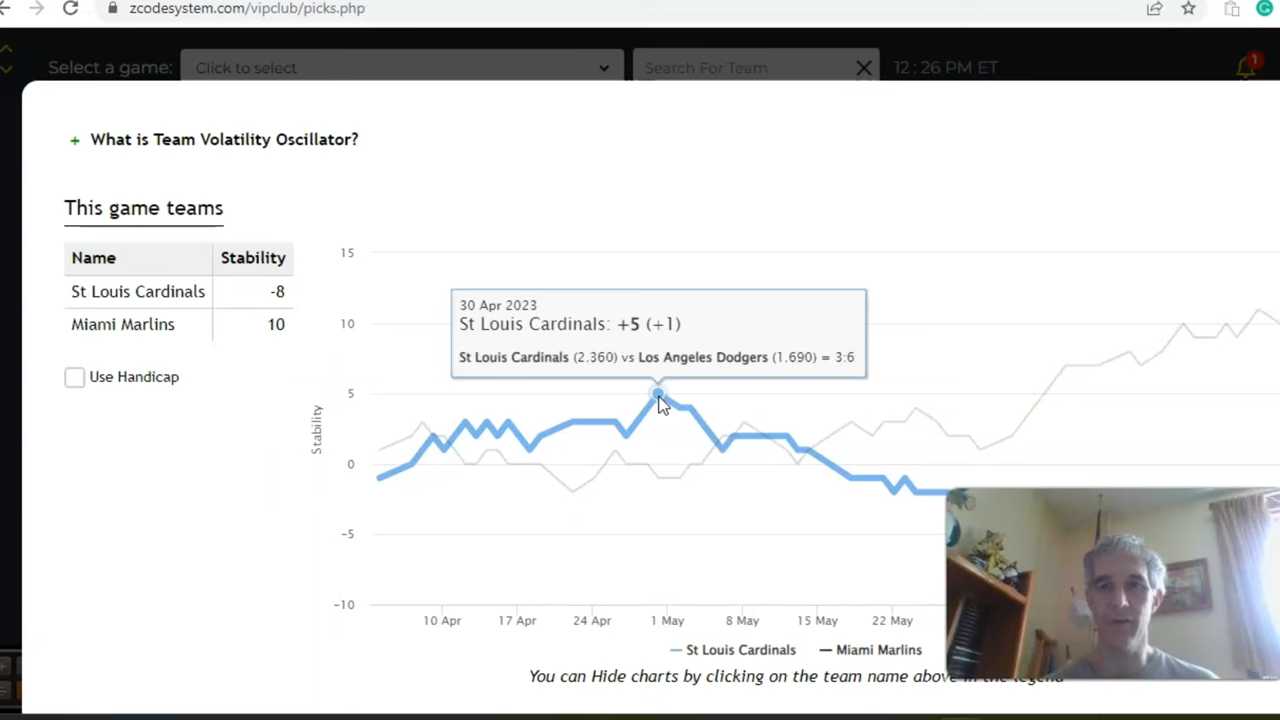 zcodesystem.com/vipclub/picks.php
Select a game: Click to select Search For Team 12:26 PM ET 1
+ What is Team Volatility Oscillator?
This game teams
Name Stability
St Louis Cardinals -8
Miami Marlins 10
Use Handicap
Stability
15
10
5
0
-5
-10
30 Apr 2023
St Louis Cardinals: +5 (+1)
St Louis Cardinals (2.360) vs Los Angeles Dodgers (1.690) = 3:6
10 Apr 17 Apr 24 Apr 1 May 8 May 15 May 22 May
St Louis Cardinals Miami Marlins
You can Hide charts by clicking on the team name above in the legend